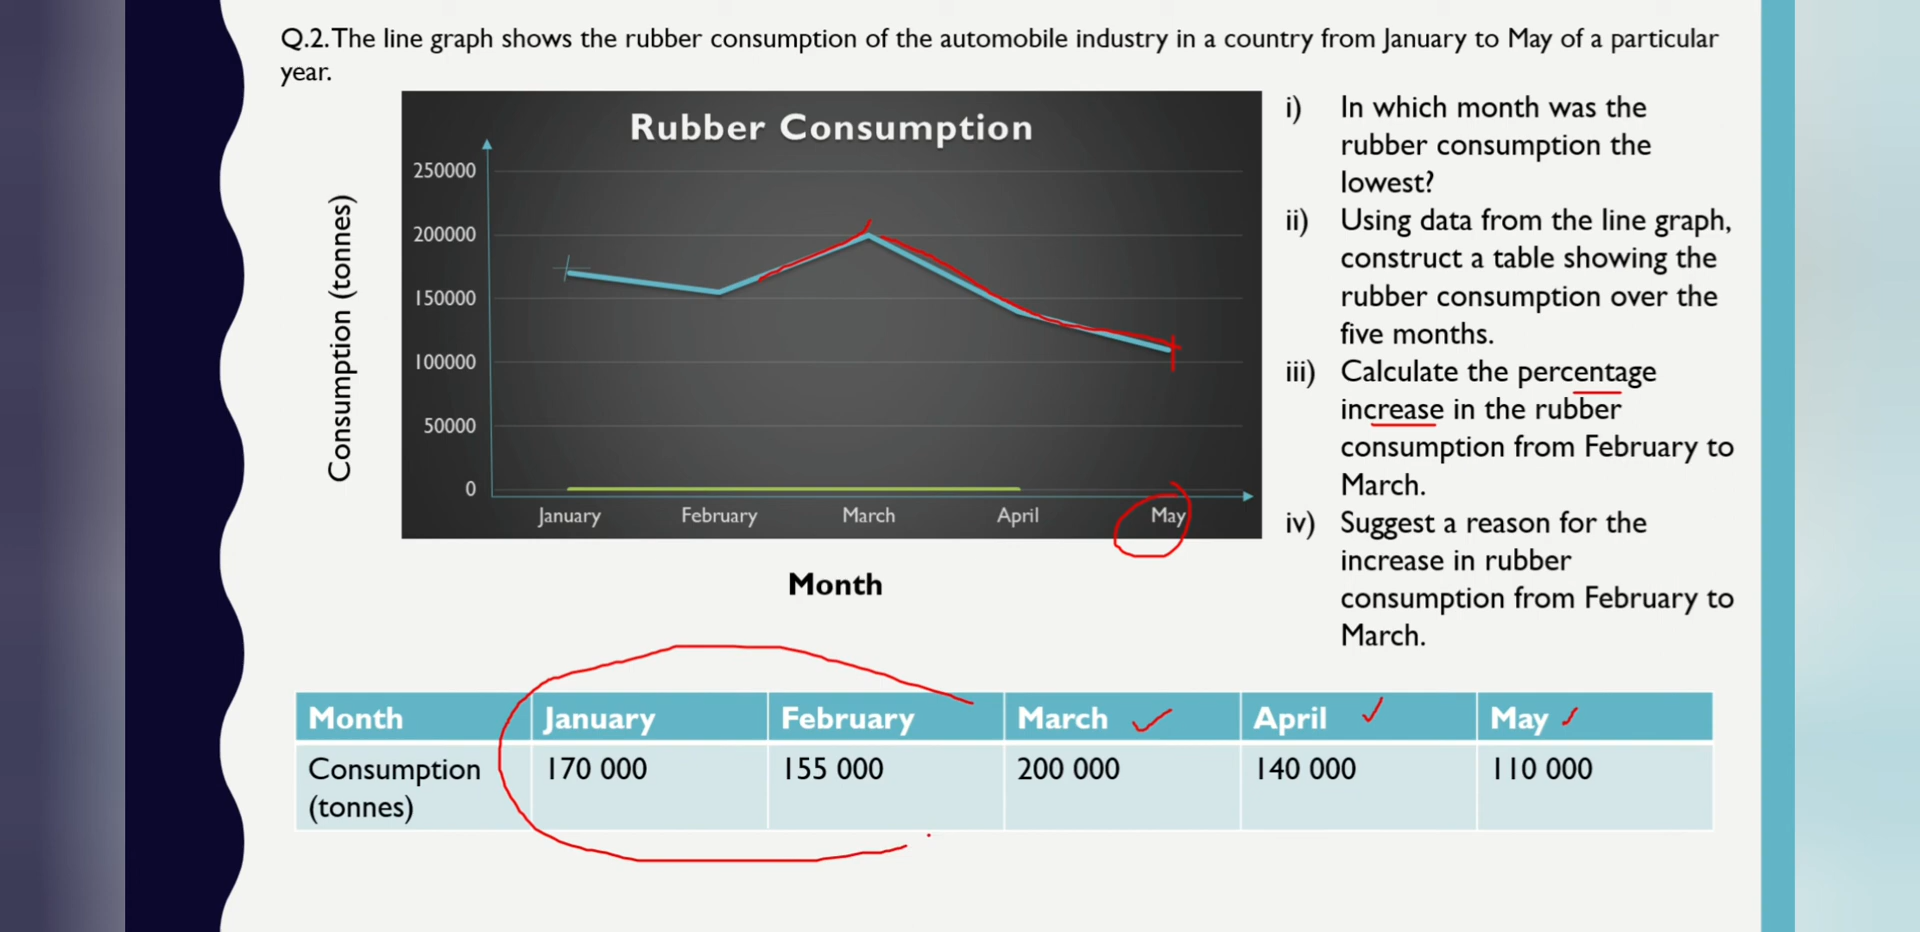 Q.2. The line graph shows the rubber consumption of the automobile industry in a country from January to May of a particular
year.
Rubber Consumption
250000
200000
150000
100000
50000
0
Consumption (tonnes)
January February March April May
Month
i) In which month was the
rubber consumption the
lowest?
ii) Using data from the line graph,
construct a table showing the
rubber consumption over the
five months.
iii) Calculate the percentage
increase in the rubber
consumption from February to
March.
iv) Suggest a reason for the
increase in rubber
consumption from February to
March.
Month January February March April May
Consumption 170 000 155 000 200 000 140 000 110 000
(tonnes)